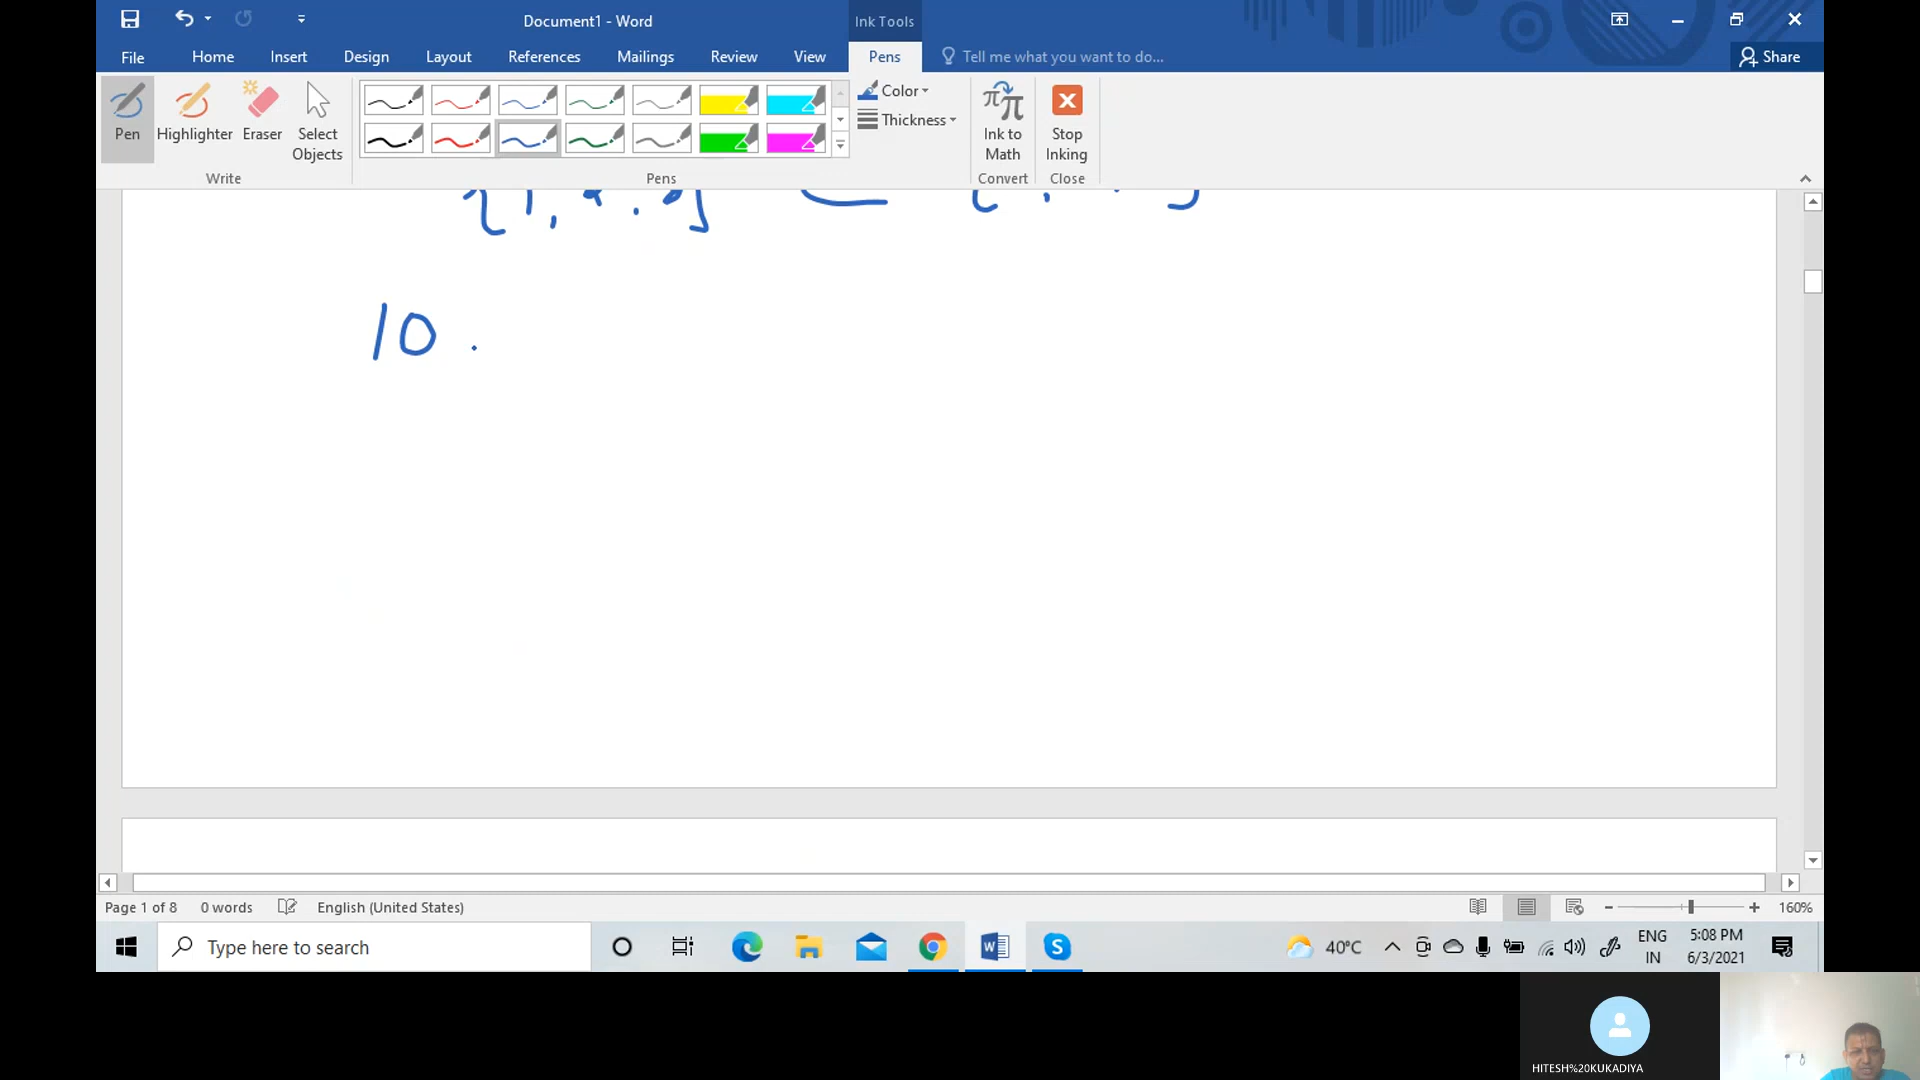 Document1 - Word
Ink Tools
File
Home
Insert
Design
Layout
References
Mailings
Review
View
Pens
Tell me what you want to do...
Share
Pen
Highlighter
Eraser
Select
Objects
Color
Thickness
Ink to
Math
Stop
Inking
Write
Pens
Convert
Close
10.
Page 1 of 8
0 words
English (United States)
160%
Type here to search
40°C
ENG
IN
5:08 PM
6/3/2021
HITESH%20KUKADIYA